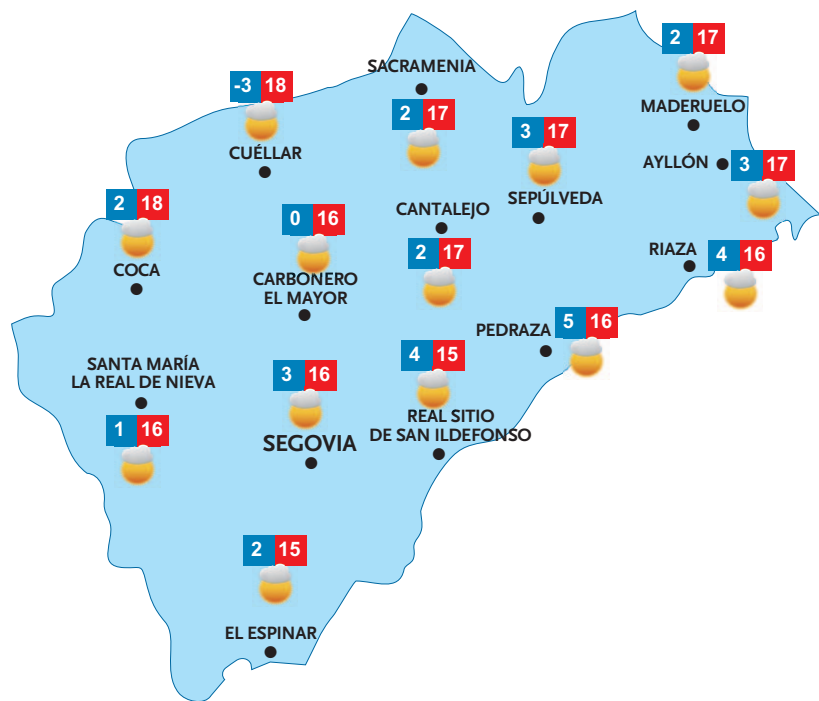 2 17
MADERUELO
SACRAMENIA
2 17
-3 18
CUÉLLAR
3 17
SEPÚLVEDA
AYLLÓN
3 17
2 18
COCA
0 16
CARBONERO
EL MAYOR
CANTALEJO
2 17
RIAZA
4 16
PEDRAZA
5 16
SANTA MARÍA
LA REAL DE NIEVA
1 16
3 16
SEGOVIA
4 15
REAL SITIO
DE SAN ILDEFONSO
2 15
EL ESPINAR